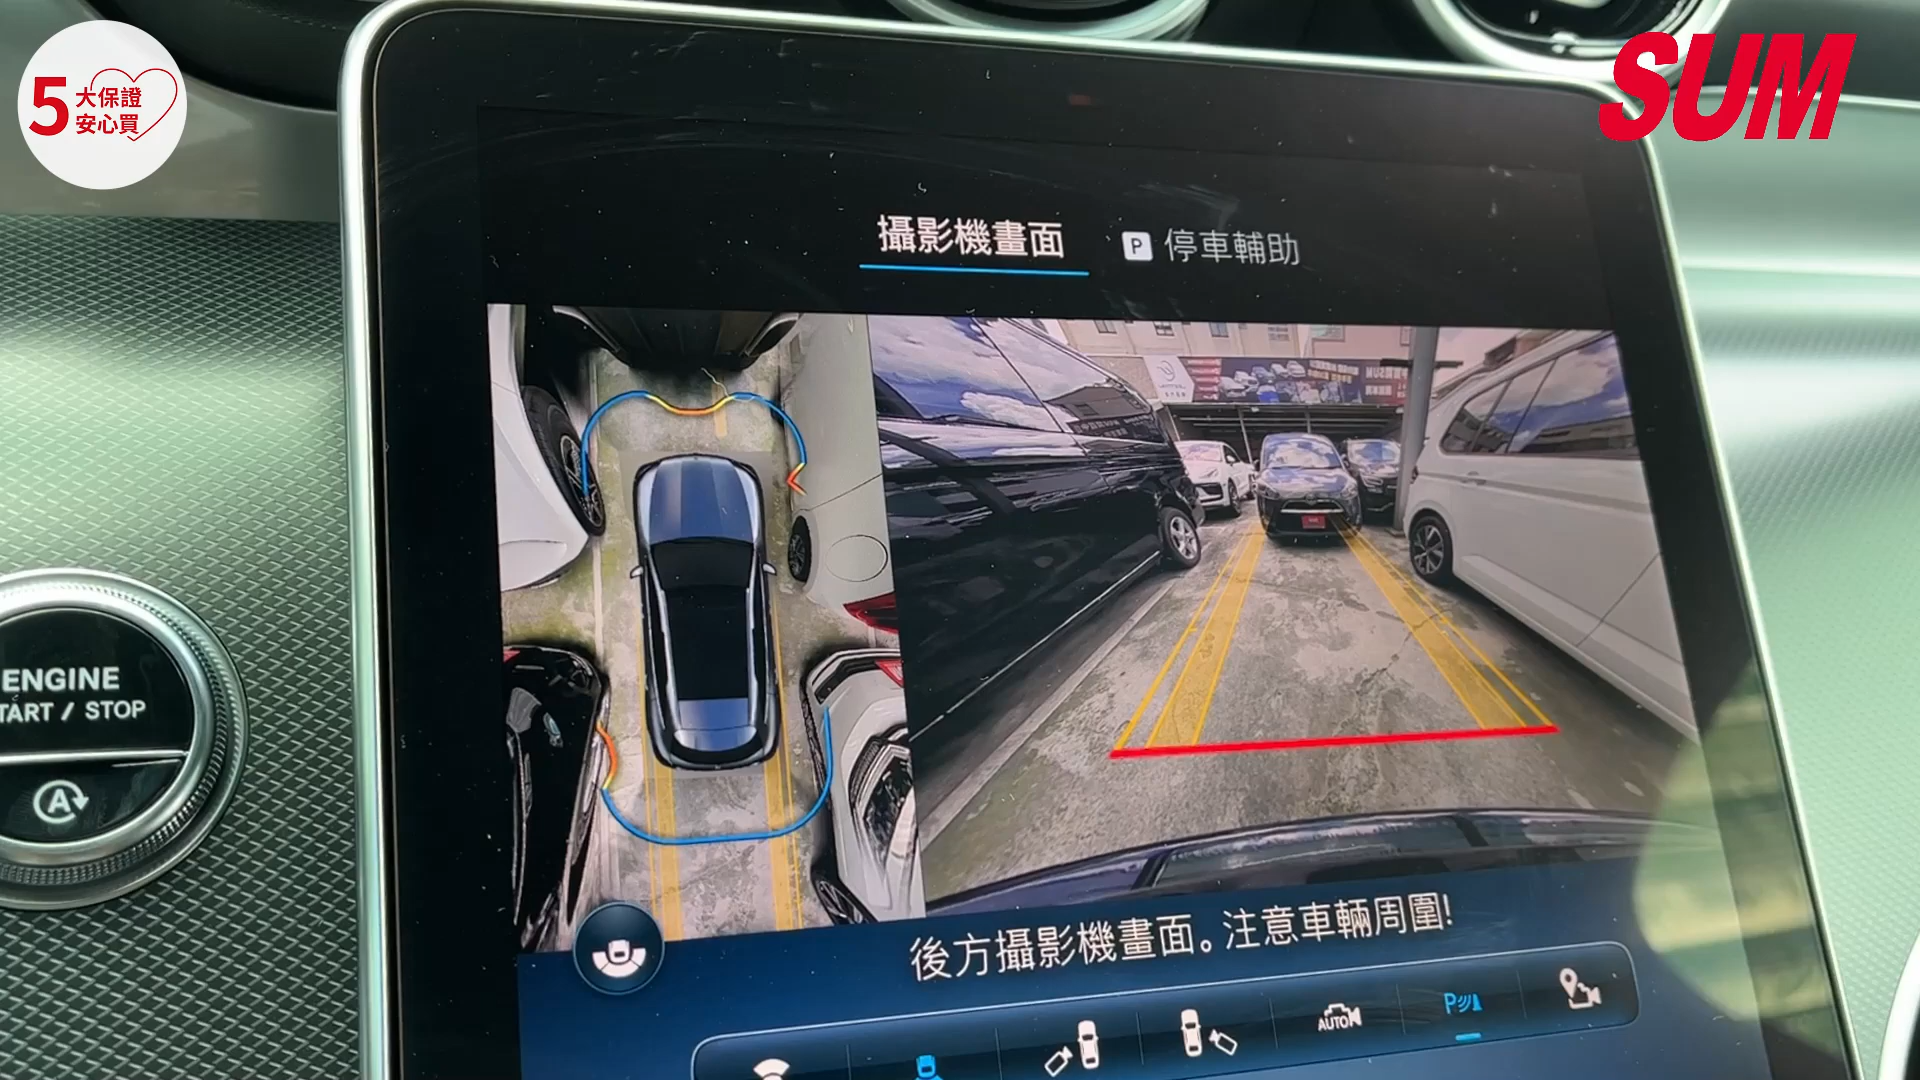 5大保證
安心買
SUM
攝影機畫面
P 停車輔助
ENGINE
START / STOP
A
後方攝影機畫面。注意車輛周圍!
AUTO
P